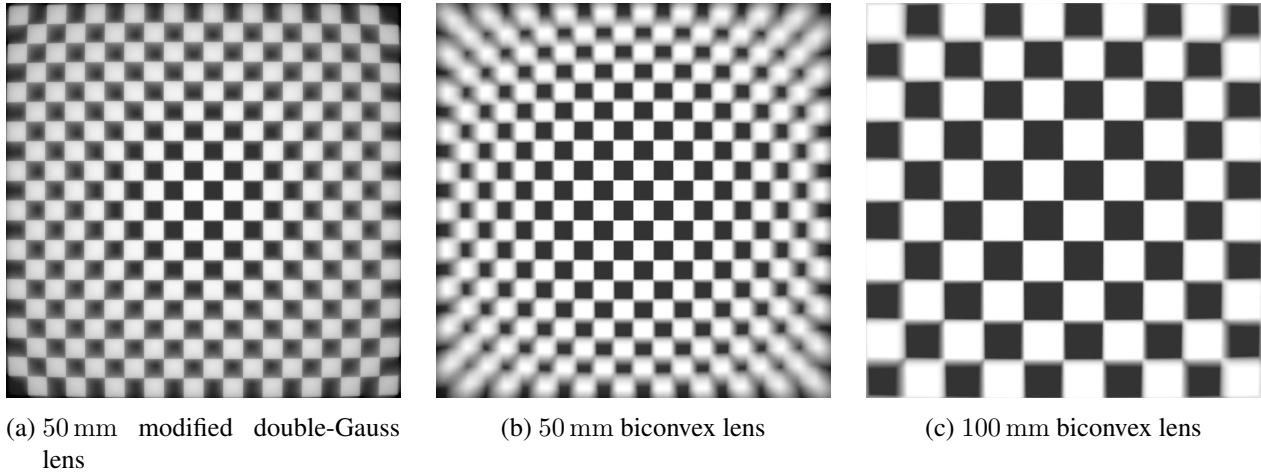 (a) 50 mm modified double-Gauss
lens
(b) 50 mm biconvex lens
(c) 100 mm biconvex lens